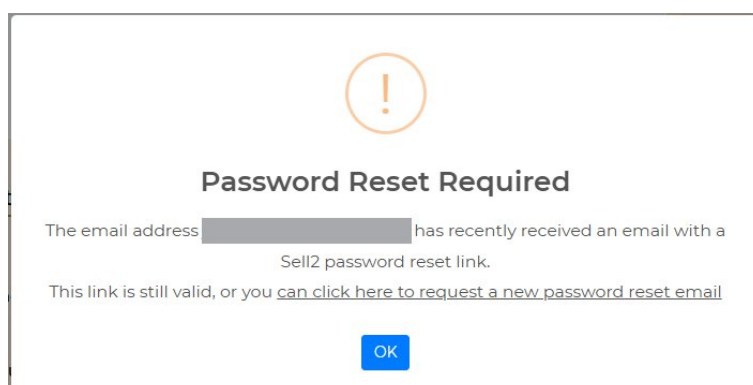 !
Password Reset Required
The email address has recently received an email with a
Sell2 password reset link.
This link is still valid, or you can click here to request a new password reset email
OK